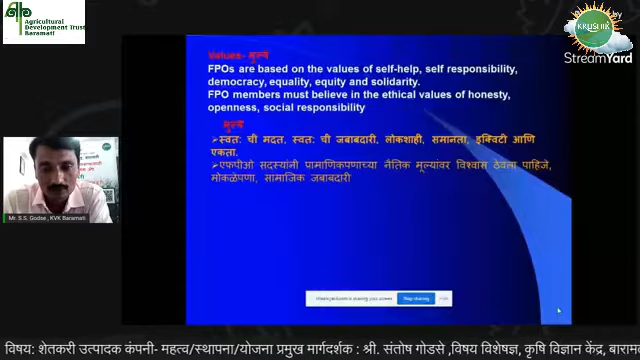 Agricultural
Development Trust
Baramati
KRUSHIK
StreamYard
Values- मुल्य
FPOs are based on the values of self-help, self responsibility,
democracy, equality, equity and solidarity.
FPO members must believe in the ethical values of honesty,
openness, social responsibility
मुल्य
➢स्वत: ची मदत, स्वत: ची जबाबदारी, लोकशाही, समानता, इक्विटी आणि
एकता.
➢एफपीओ सदस्यांनी प्रामाणिकपणाच्या नैतिक मूल्यांवर विश्वास ठेवला पाहिजे,
मोकळेपणा, सामाजिक जबाबदारी
Mr. S.S. Godse , KVK Baramati
Stop sharing
विषय: शेतकरी उत्पादक कंपनी- महत्व/स्थापना/योजना प्रमुख मार्गदर्शक : श्री. संतोष गोडसे ,विषय विशेषज्ञ, कृषि विज्ञान केंद्र, बाराम